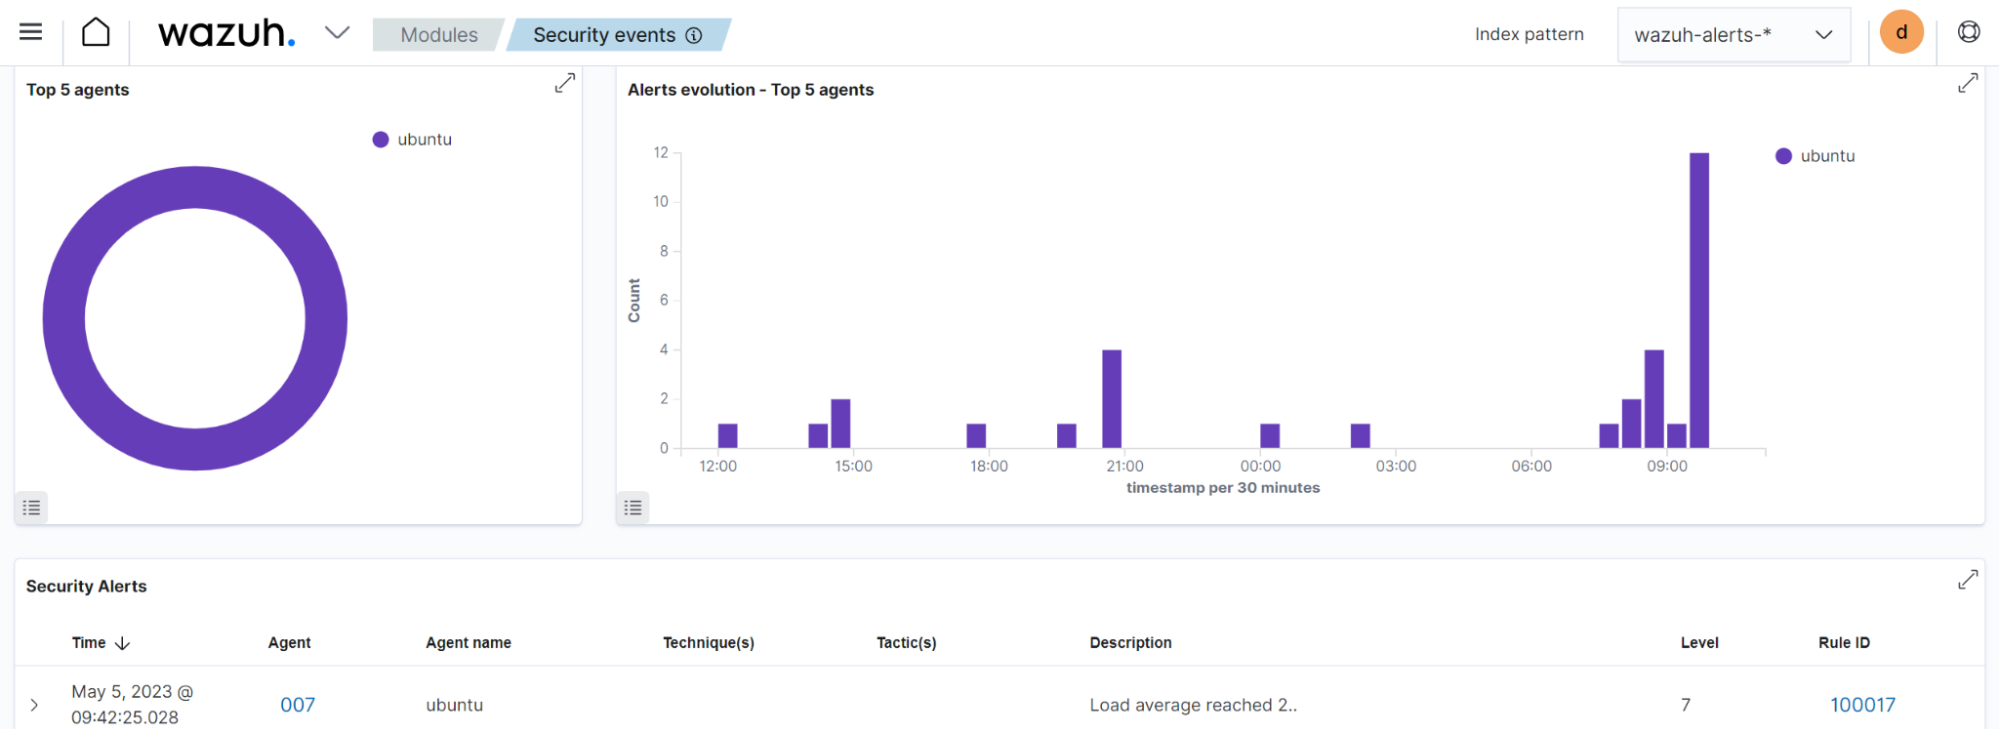 wazuh.
Modules
Security events
Index pattern
wazuh-alerts-*
d
Top 5 agents
ubuntu
Alerts evolution - Top 5 agents
ubuntu
Count
12
10
8
6
4
2
0
12:00 15:00 18:00 21:00 00:00 03:00 06:00 09:00
timestamp per 30 minutes
Security Alerts
Time Agent Agent name Technique(s) Tactic(s) Description Level Rule ID
May 5, 2023 @
09:42:25.028
007 ubuntu Load average reached 2.. 7 100017